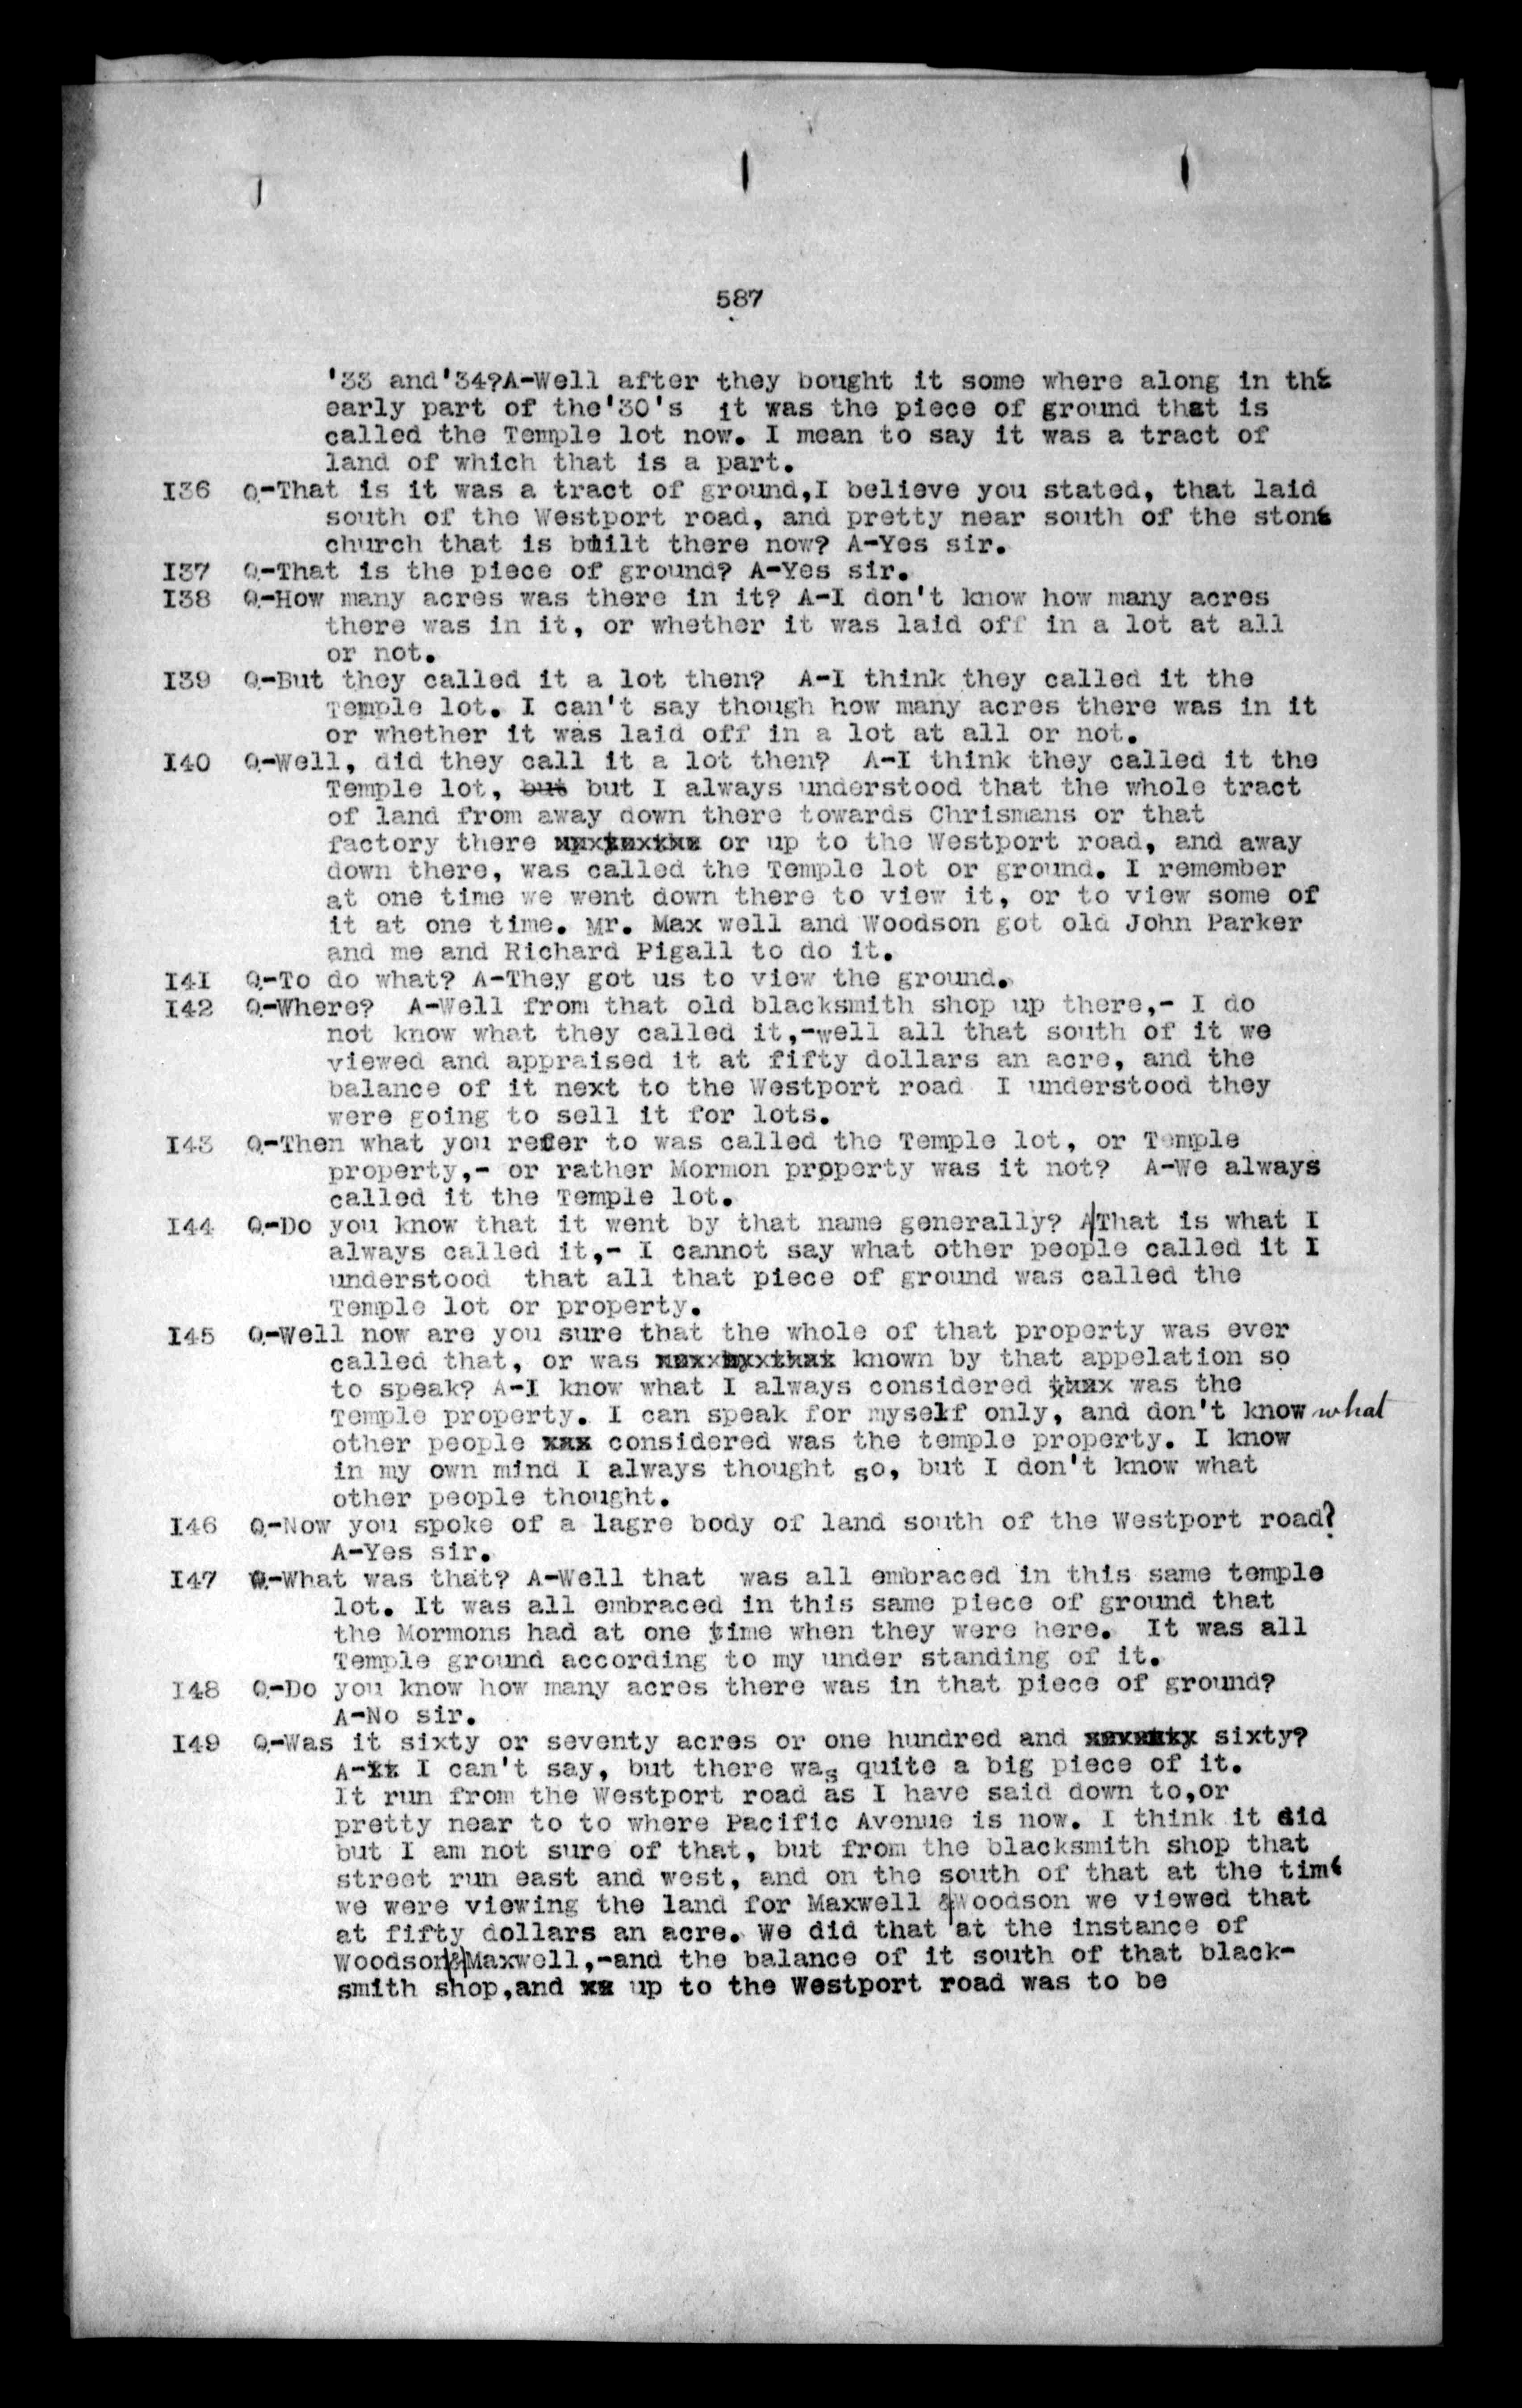 587
'33 and'34?A-Well after they bought it some where along in the
early part of the'30's it was the piece of ground that is
called the Temple lot now. I mean to say it was a tract of
land of which that is a part.
I36 Q-That is it was a tract of ground,I believe you stated, that laid
south of the Westport road, and pretty near south of the stone
church that is built there now? A-Yes sir.
I37 Q-That is the piece of ground? A-Yes sir.
I38 Q-How many acres was there in it? A-I don't know how many acres
there was in it, or whether it was laid off in a lot at all
or not.
I39 Q-But they called it a lot then? A-I think they called it the
Temple lot. I can't say though how many acres there was in it
or whether it was laid off in a lot at all or not.
I40 Q-Well, did they call it a lot then? A-I think they called it the
Temple lot, but but I always understood that the whole tract
of land from away down there towards Chrismans or that
factory there or up to the Westport road, and away
down there, was called the Temple lot or ground. I remember
at one time we went down there to view it, or to view some of
it at one time. Mr. Max well and Woodson got old John Parker
and me and Richard Pigall to do it.
I4I Q-To do what? A-They got us to view the ground.
I42 Q-Where? A-Well from that old blacksmith shop up there,- I do
not know what they called it,-well all that south of it we
viewed and appraised it at fifty dollars an acre, and the
balance of it next to the Westport road I understood they
were going to sell it for lots.
I43 Q-Then what you refer to was called the Temple lot, or Temple
property,- or rather Mormon property was it not? A-We always
called it the Temple lot.
I44 Q-Do you know that it went by that name generally? A|That is what I
always called it,- I cannot say what other people called it I
understood that all that piece of ground was called the
Temple lot or property.
I45 Q-Well now are you sure that the whole of that property was ever
called that, or was known by that appelation so
to speak? A-I know what I always considered was the
Temple property. I can speak for myself only, and don't know what
other people xxx considered was the temple property. I know
in my own mind I always thought so, but I don't know what
other people thought.
I46 Q-Now you spoke of a lagre body of land south of the Westport road?
A-Yes sir.
I47 Q-What was that? A-Well that was all embraced in this same temple
lot. It was all embraced in this same piece of ground that
the Mormons had at one time when they were here. It was all
Temple ground according to my under standing of it.
I48 Q-Do you know how many acres there was in that piece of ground?
A-No sir.
I49 Q-Was it sixty or seventy acres or one hundred and sixty?
A- I can't say, but there was quite a big piece of it.
It run from the Westport road as I have said down to,or
pretty near to to where Pacific Avenue is now. I think it did
but I am not sure of that, but from the blacksmith shop that
street run east and west, and on the south of that at the time
we were viewing the land for Maxwell &|Woodson we viewed that
at fifty dollars an acre. We did that at the instance of
Woodson|&|Maxwell,-and the balance of it south of that black-
smith shop,and xx up to the Westport road was to be